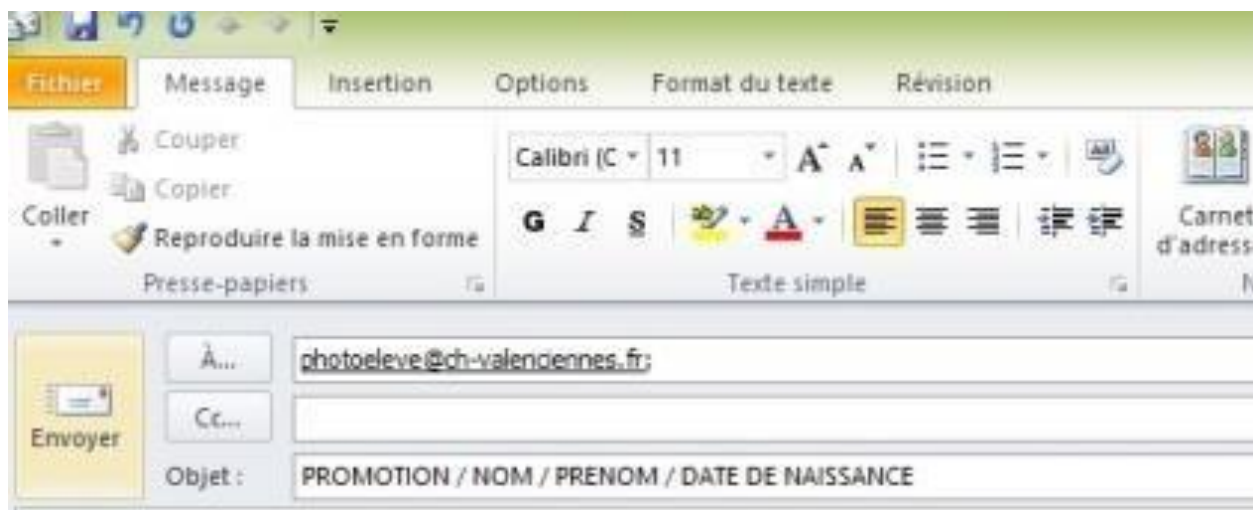 Fichier Message Insertion Options Format du texte Révision
Couper
Copier
Coller
Reproduire la mise en forme
Presse-papiers
Calibri (C 11
G I S
Texte simple
Carnet
d'adress
N
À... photoeleve@ch-valenciennes.fr;
Cc...
Envoyer
Objet : PROMOTION / NOM / PRENOM / DATE DE NAISSANCE